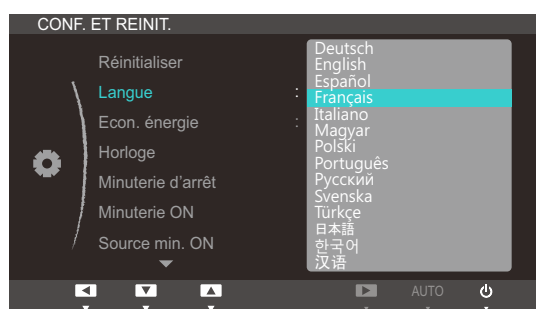 CONF. ET REINIT.
Réinitialiser
Langue :
Econ. énergie :
Horloge
Minuterie d'arrêt
Minuterie ON
Source min. ON
Deutsch
English
Español
Français
Italiano
Magyar
Polski
Português
Русский
Svenska
Türkçe
日本語
한국어
汉语
AUTO